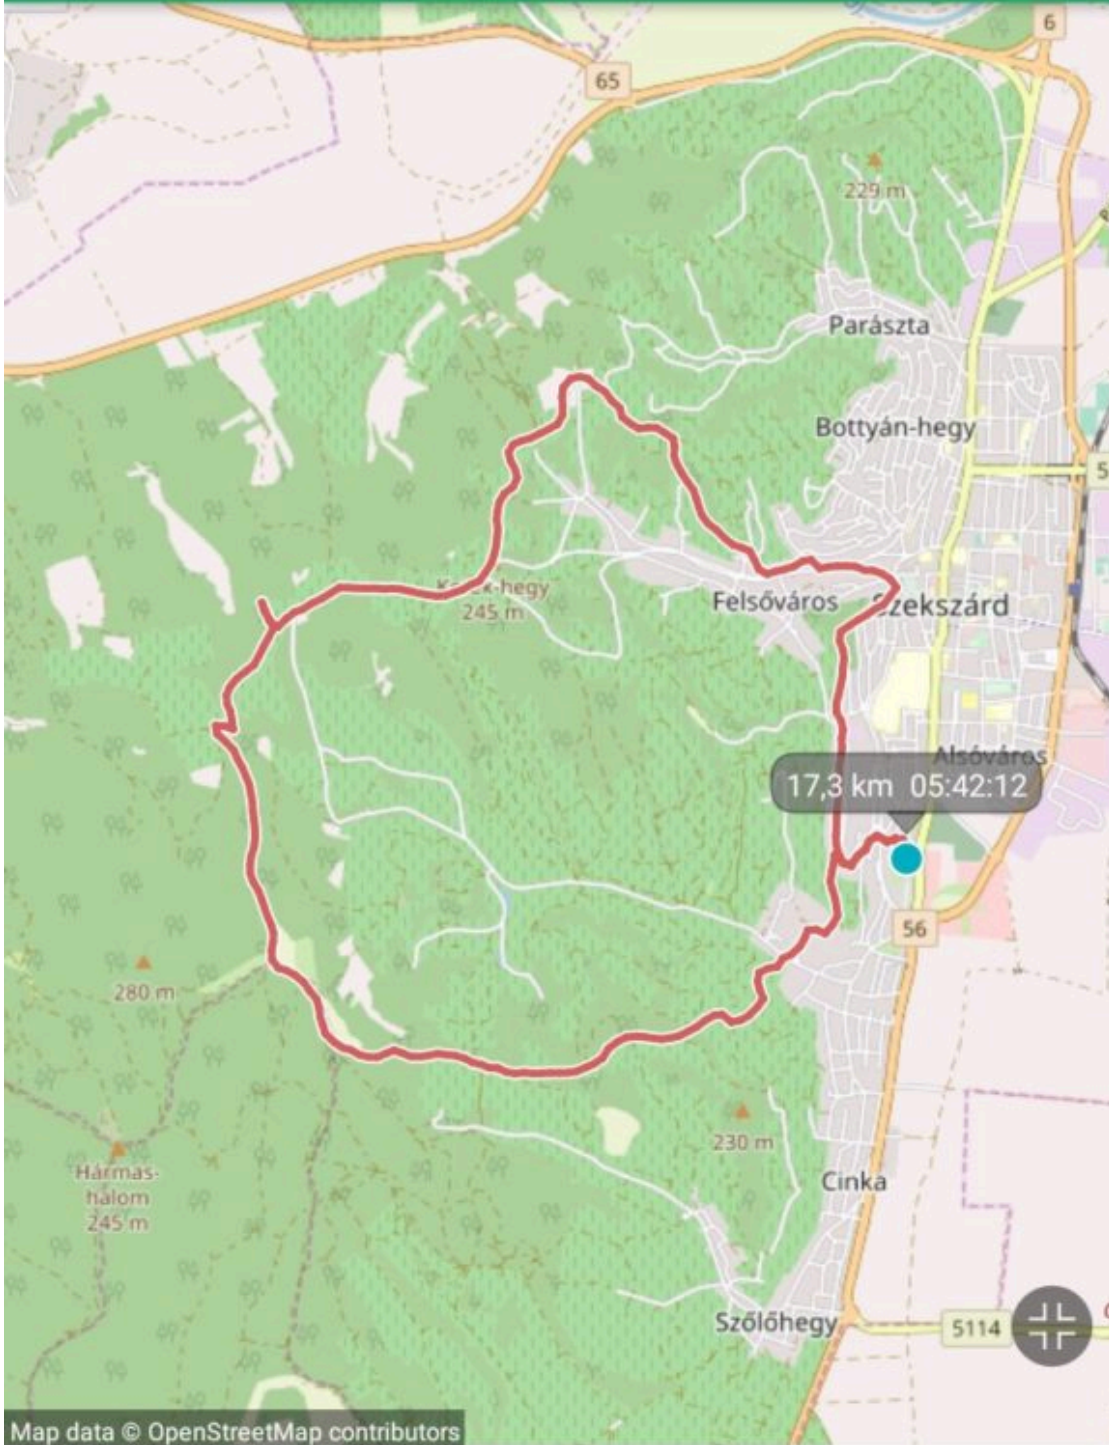 6
65
229 m
Parászta
Bottyán-hegy
5
Felsőváros
Szekszárd
245 m
Alsóváros
17,3 km 05:42:12
56
280 m
230 m
Hármas-
halom
245 m
Cinka
Szőlőhegy
5114
Map data © OpenStreetMap contributors